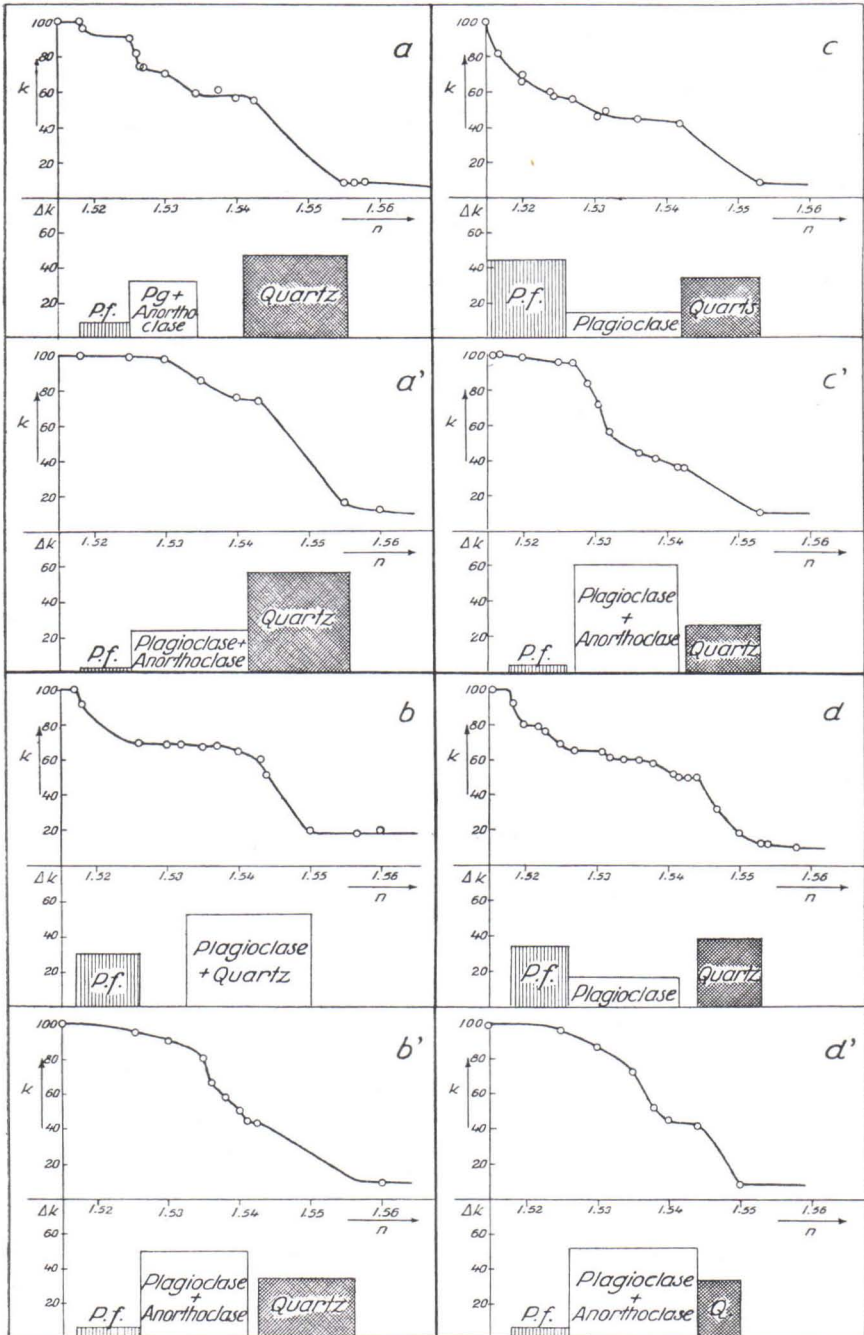 a
100
80
60
k
40
20
1.52 1.53 1.54 1.55 1.56
n
Δk
60
40
20
P.f.
Pg +
Anortho
clase
Quartz
c
100
80
60
k
40
20
1.52 1.53 1.54 1.55 1.56
n
Δk
60
40
20
P.f.
Plagioclase
Quarts
a'
100
80
60
k
40
20
1.52 1.53 1.54 1.55 1.56
n
Δk
60
40
20
P.f.
Plagioclase+
Anorthoclase
Quartz
c'
100
80
60
k
40
20
1.52 1.53 1.54 1.55 1.56
n
Δk
60
40
20
P.f.
Plagioclase
+
Anorthoclase
Quartz
b
100
80
60
k
40
20
1.52 1.53 1.54 1.55 1.56
n
Δk
60
40
20
P.f.
Plagioclase
+ Quartz
d
100
80
60
k
40
20
1.52 1.53 1.54 1.55 1.56
n
Δk
60
40
20
P.f.
Plagioclase
Quartz
b'
100
80
60
k
40
20
1.52 1.53 1.54 1.55 1.56
n
Δk
60
40
20
P.f.
Plagioclase
+
Anorthoclase
Quartz
d'
100
80
60
k
40
20
1.52 1.53 1.54 1.55 1.56
n
Δk
60
40
20
P.f.
Plagioclase
+
Anorthoclase
Q.